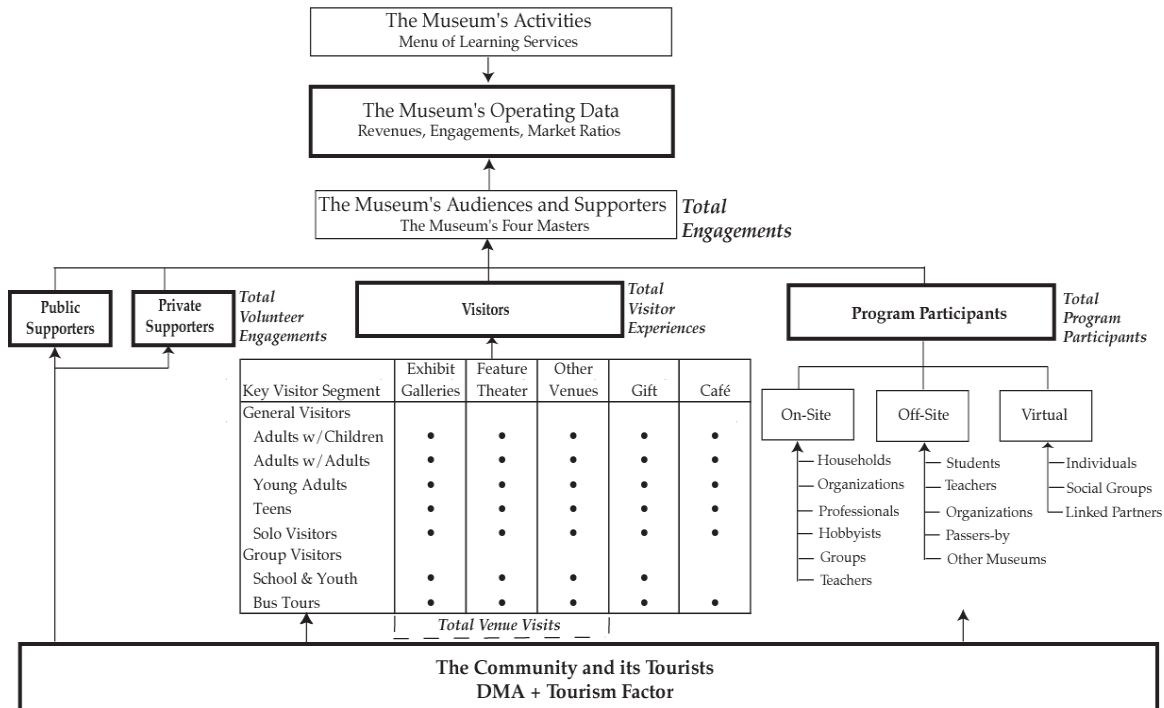 The Museum's Activities
Menu of Learning Services
The Museum's Operating Data
Revenues, Engagements, Market Ratios
The Museum's Audiences and Supporters
The Museum's Four Masters
Total
Engagements
Public
Supporters
Private
Supporters
Total
Volunteer
Engagements
Visitors
Total
Visitor
Experiences
Program Participants
Total
Program
Participants
Key Visitor Segment
Exhibit
Galleries
Feature
Theater
Other
Venues
Gift
Café
General Visitors
Adults w/Children • • • • •
Adults w/Adults • • • • •
Young Adults • • • • •
Teens • • • • •
Solo Visitors • • • • •
Group Visitors
School & Youth • • • •
Bus Tours • • • • •
Total Venue Visits
On-Site
Households
Organizations
Professionals
Hobbyists
Groups
Teachers
Off-Site
Students
Teachers
Organizations
Passers-by
Other Museums
Virtual
Individuals
Social Groups
Linked Partners
The Community and its Tourists
DMA + Tourism Factor